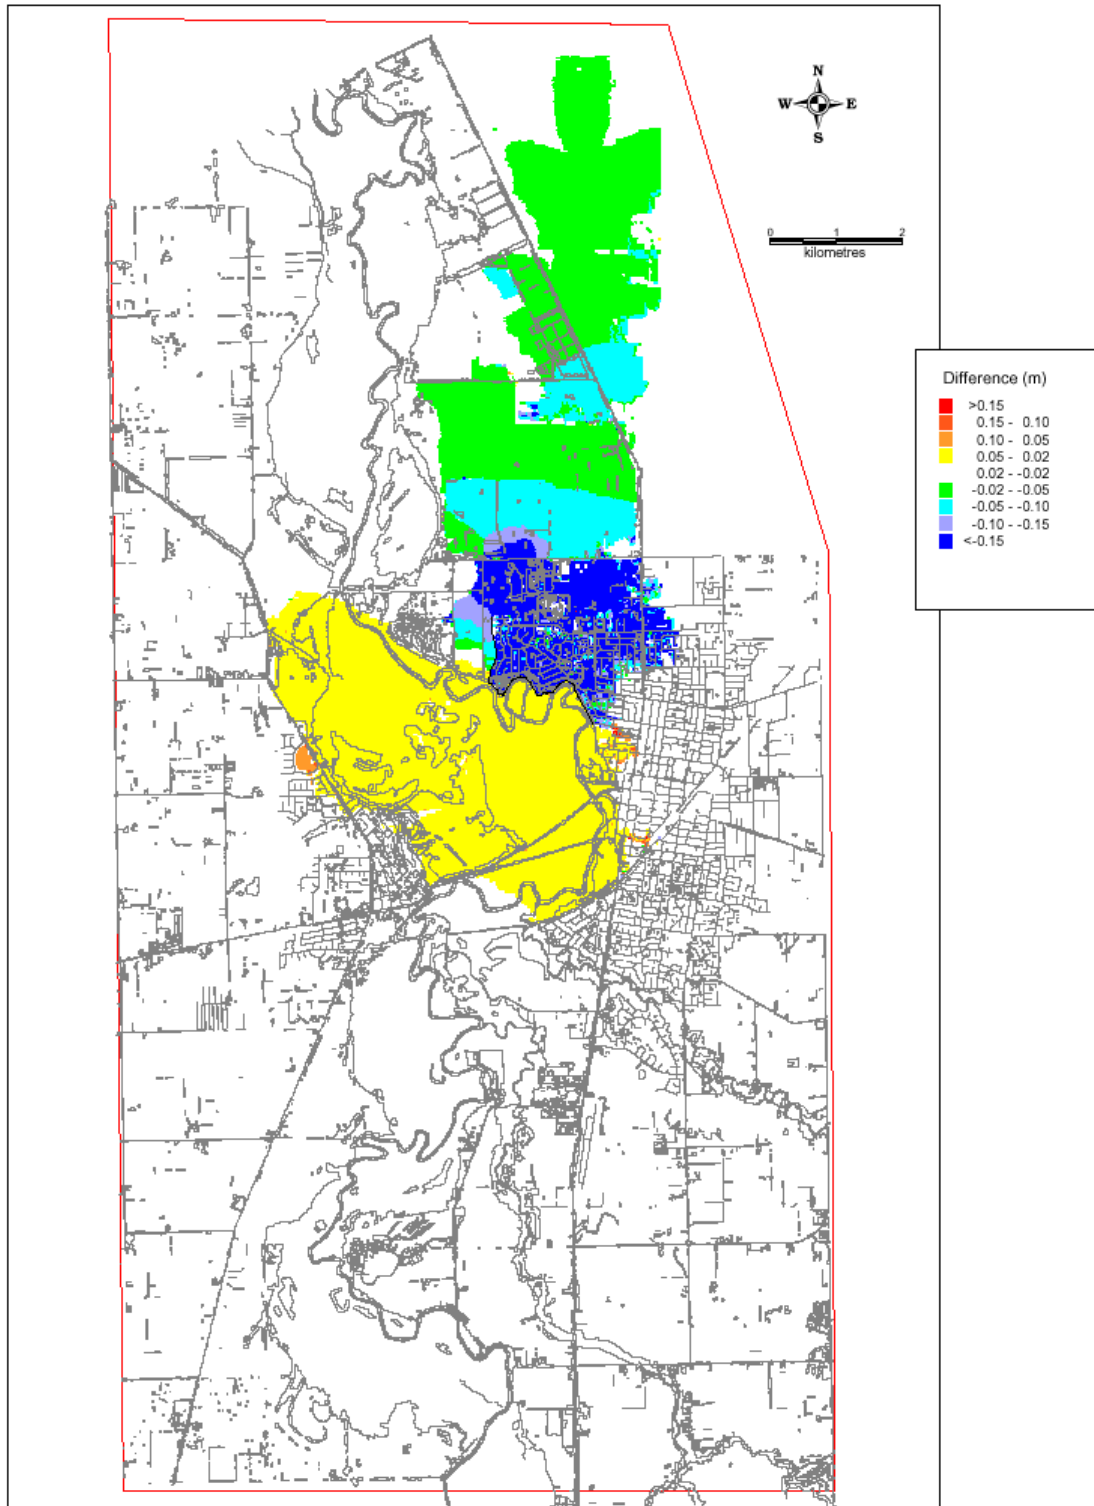 N
W E
S
0 1 2
kilometres
Difference (m)
>0.15
0.15 - 0.10
0.10 - 0.05
0.05 - 0.02
0.02 - -0.02
-0.02 - -0.05
-0.05 - -0.10
-0.10 - -0.15
<-0.15